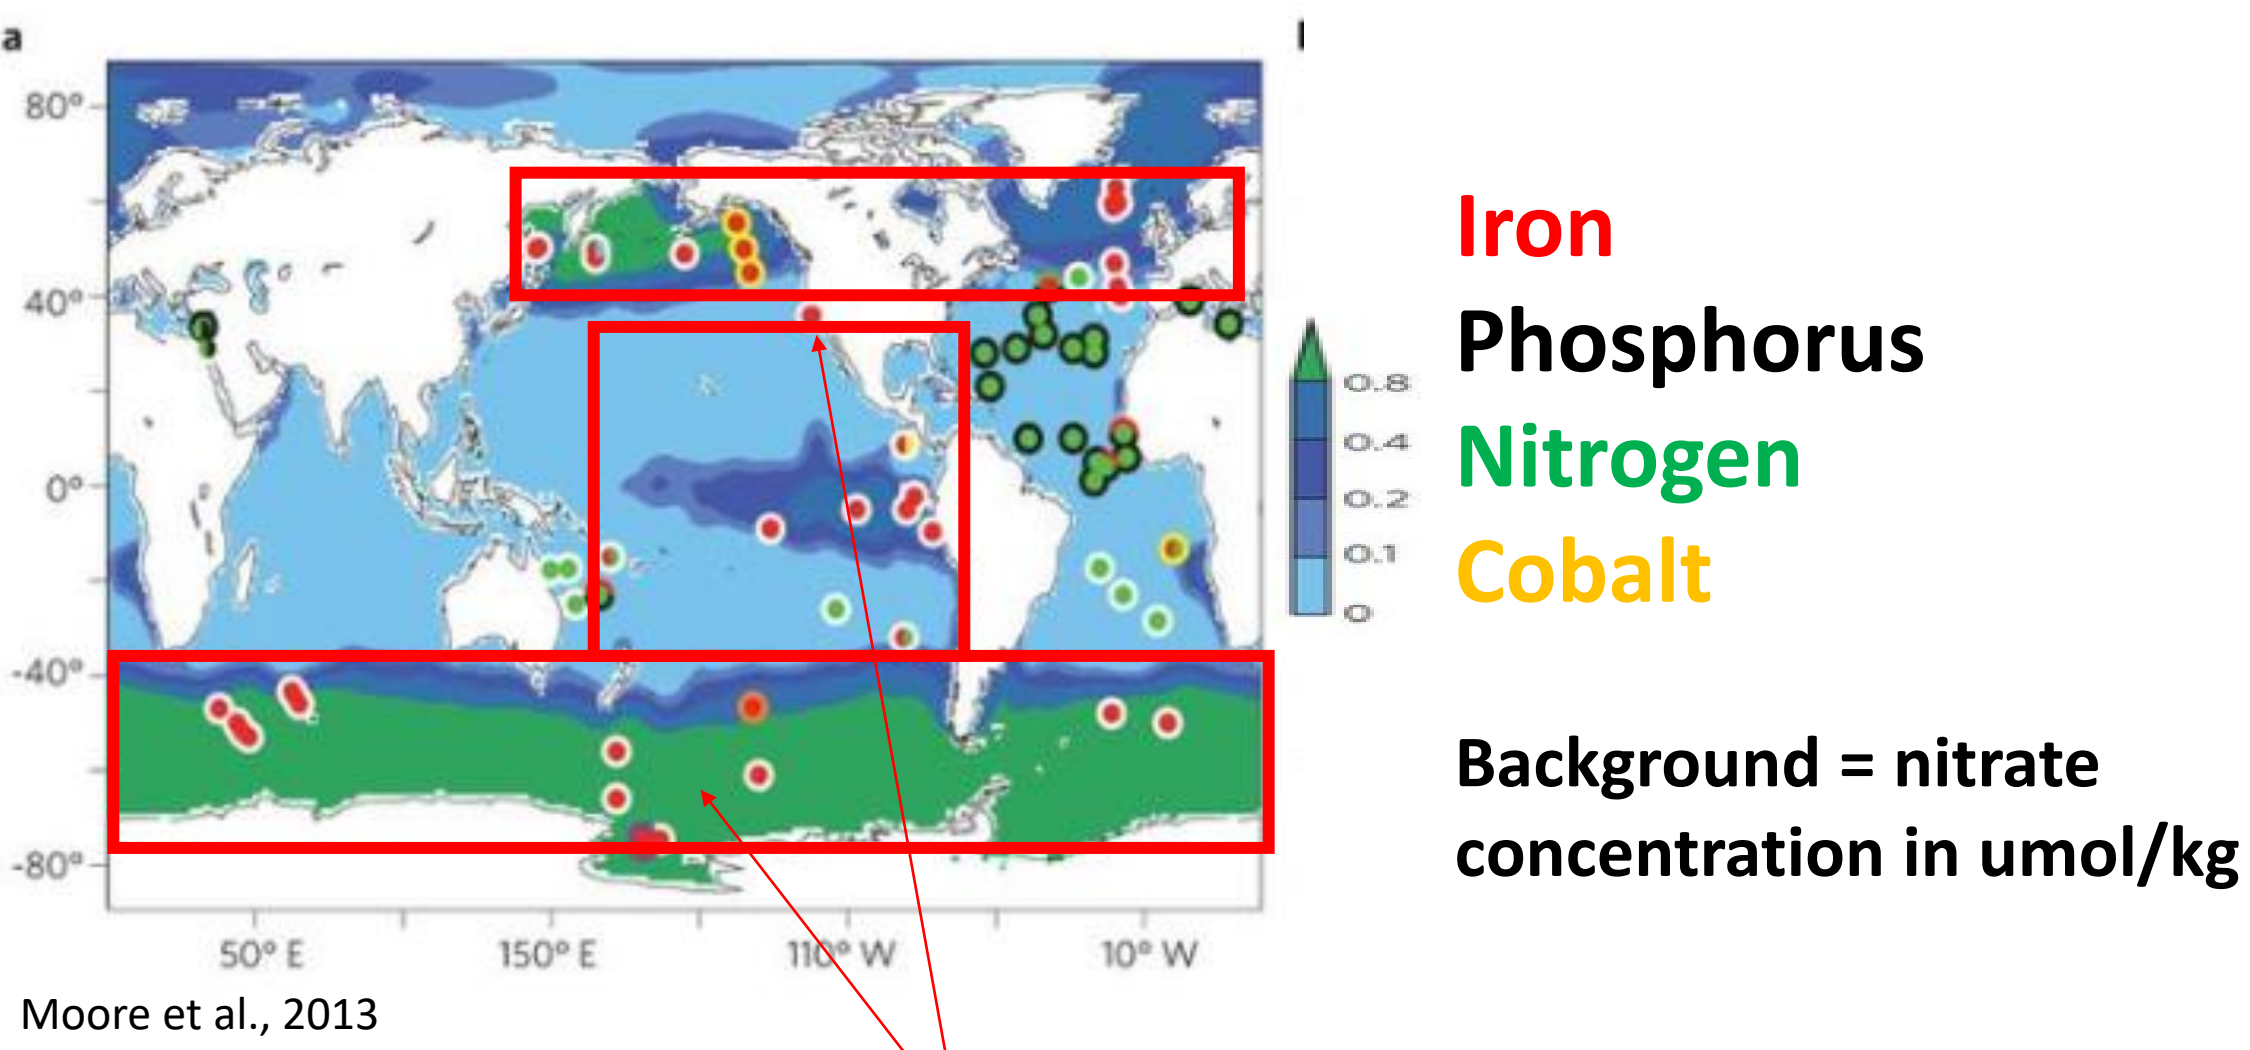 a
80°
40°
0°
-40°
-80°
50° E
150° E
110° W
10° W
0.8
0.4
0.2
0.1
0
Iron
Phosphorus
Nitrogen
Cobalt
Background = nitrate
concentration in umol/kg
Moore et al., 2013